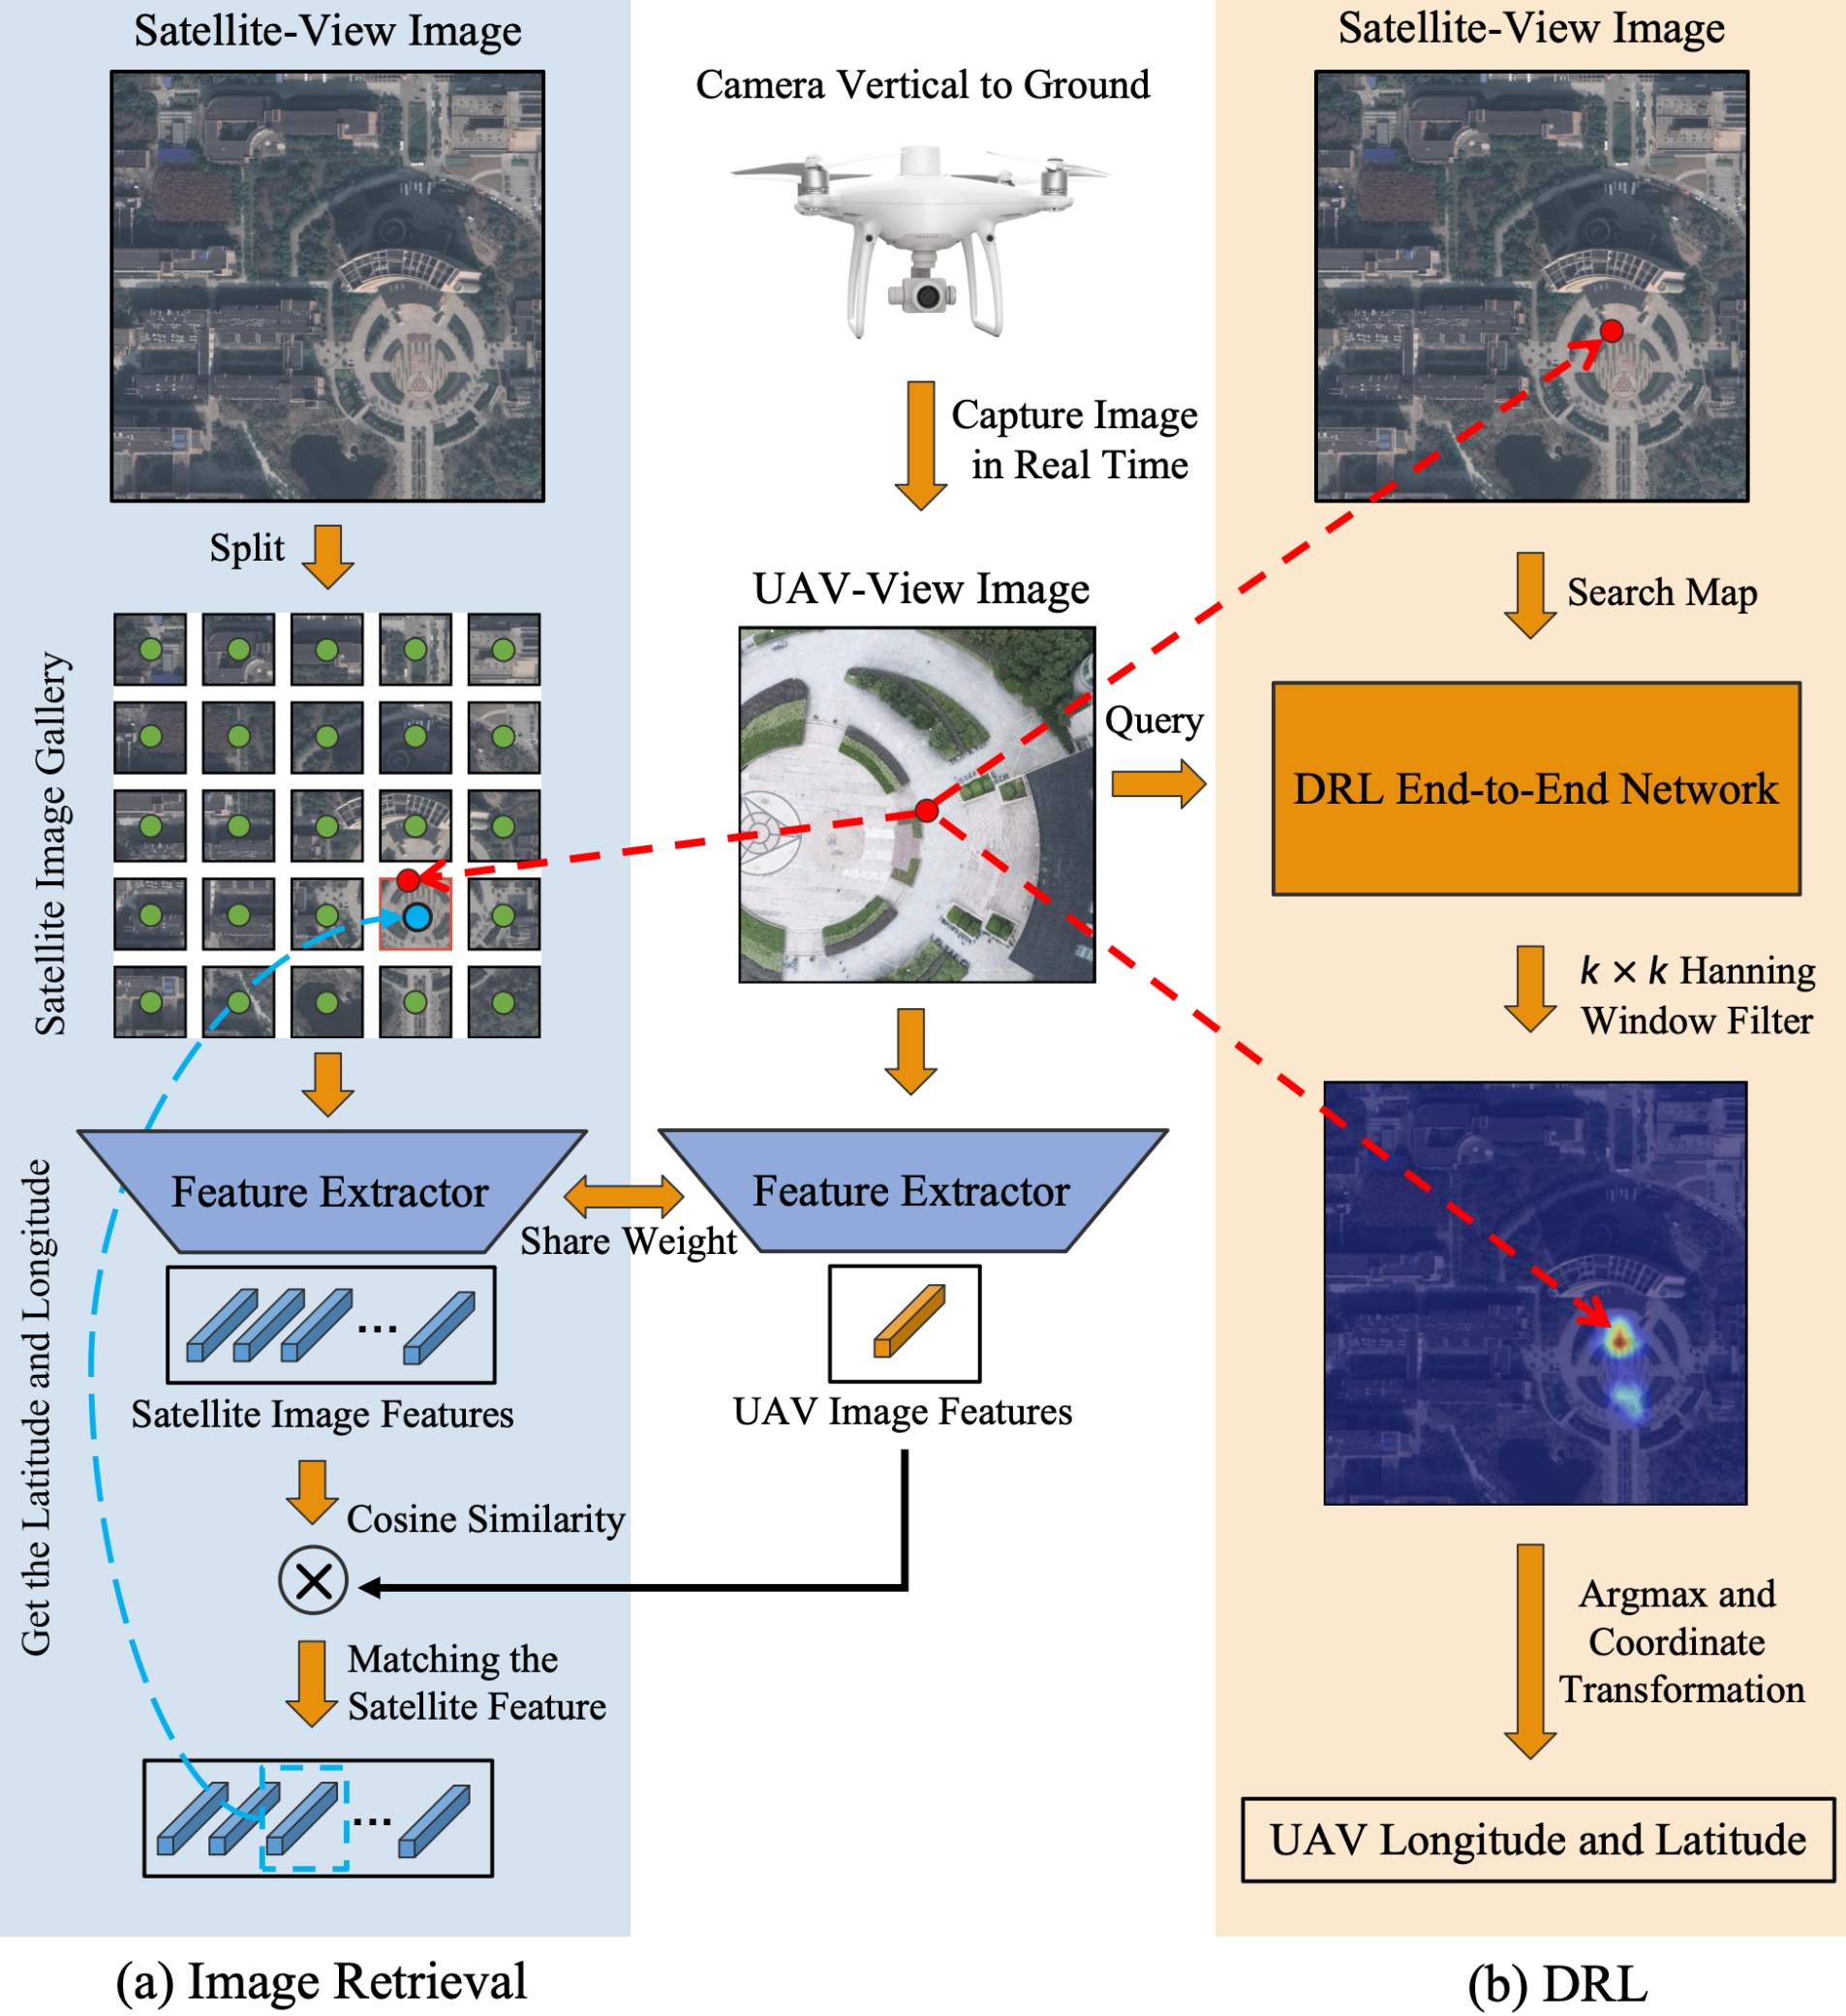 Satellite-View Image
Split
Satellite Image Gallery
Feature Extractor
Share Weight
Satellite Image Features
Cosine Similarity
Matching the
Satellite Feature
Get the Latitude and Longitude
(a) Image Retrieval
Camera Vertical to Ground
Capture Image
in Real Time
UAV-View Image
Query
Feature Extractor
UAV Image Features
Satellite-View Image
Search Map
DRL End-to-End Network
k × k Hanning
Window Filter
Argmax and
Coordinate
Transformation
UAV Longitude and Latitude
(b) DRL